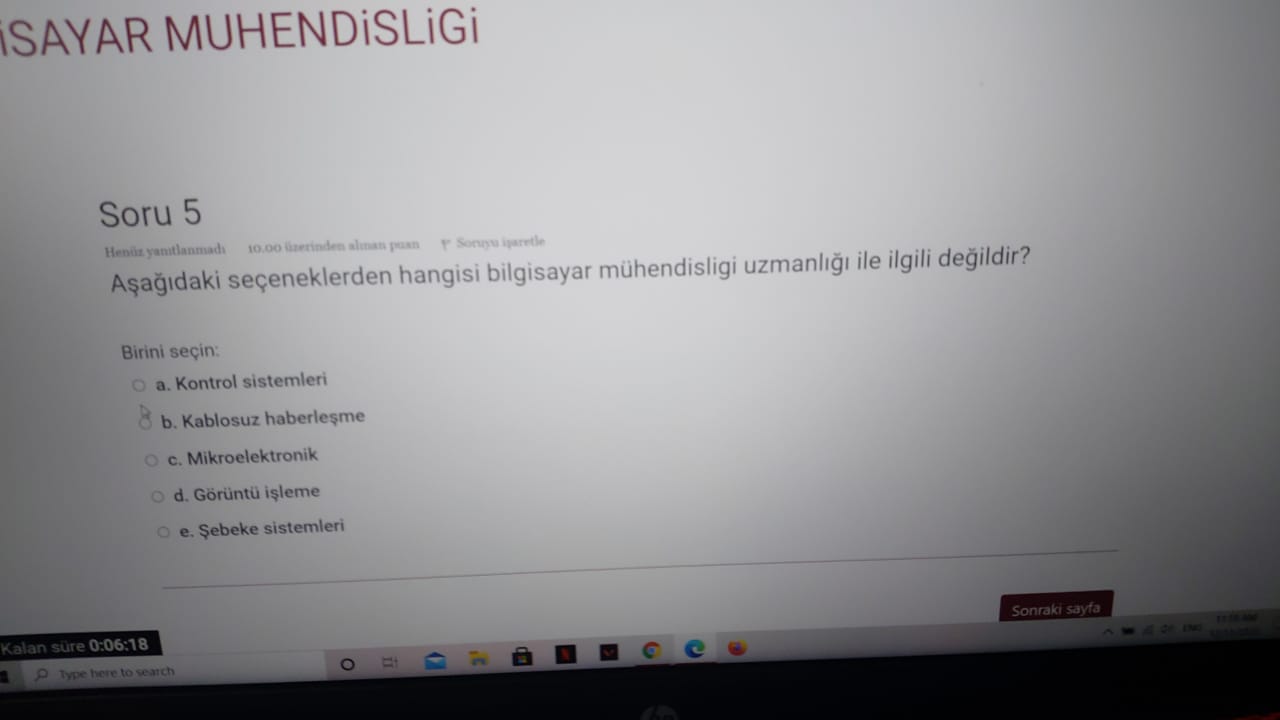 iSAYAR MUHENDiSLiGi
Soru 5
Henüz yanıtlanmadı 10.00 üzerinden alınan puan Soruyu işaretle
Aşağıdaki seçeneklerden hangisi bilgisayar mühendisligi uzmanlığı ile ilgili değildir?
Birini seçin:
a. Kontrol sistemleri
b. Kablosuz haberleşme
c. Mikroelektronik
d. Görüntü işleme
e. Şebeke sistemleri
Sonraki sayfa
Kalan süre 0:06:18
Type here to search
ENG
hp